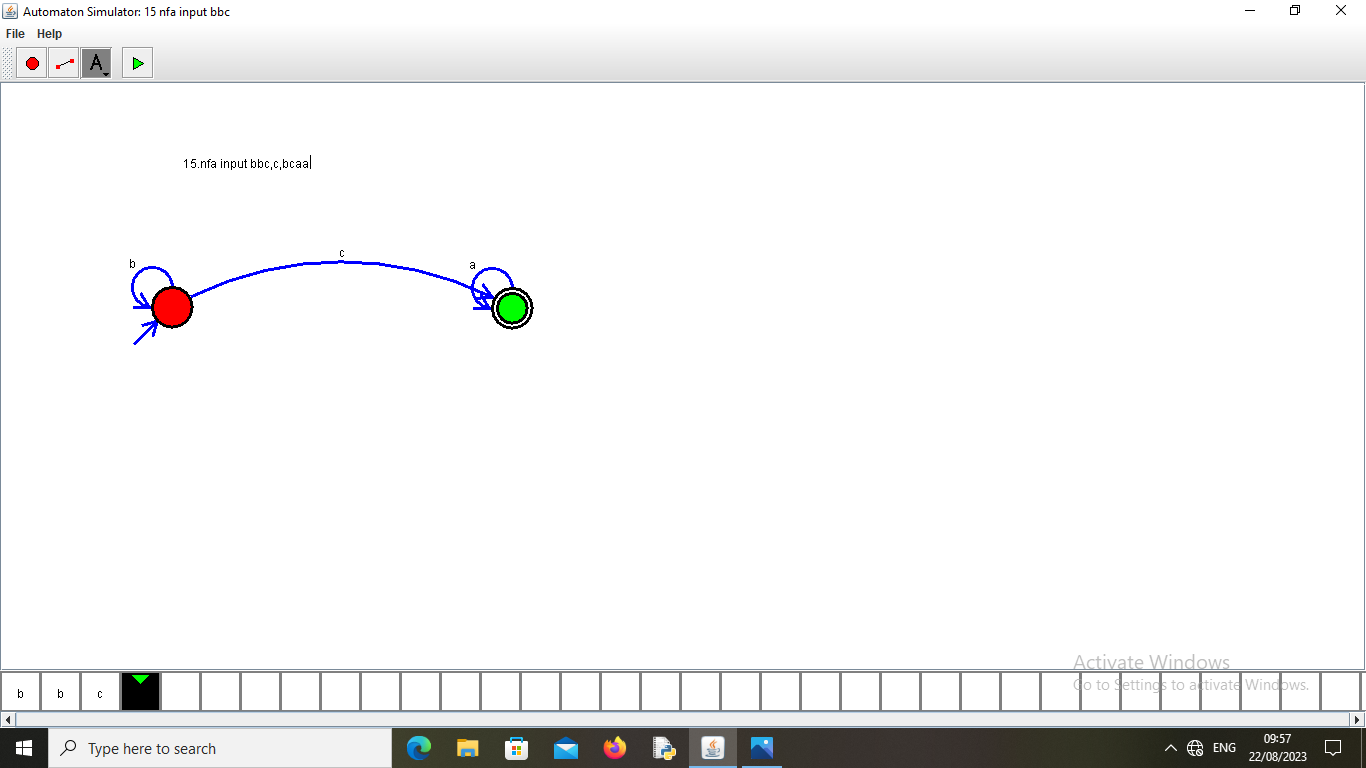 Automaton Simulator: 15 nfa input bbc
File Help
A
15.nfa input bbc,c,bcaa
b
c
a
b b c
Activate Windows
Go to Settings to activate Windows.
Type here to search
ENG
09:57
22/08/2023